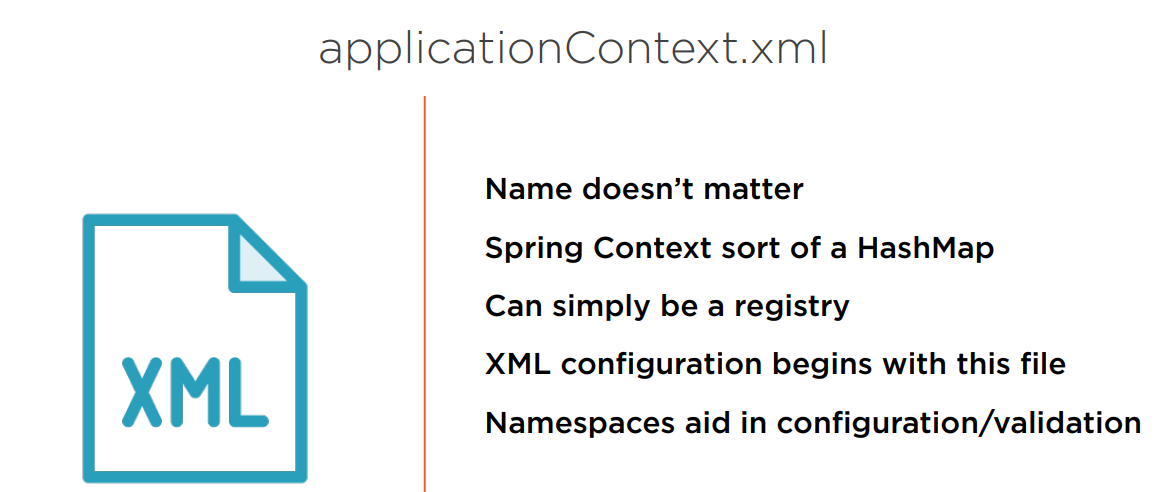 applicationContext.xml
Name doesn’t matter
Spring Context sort of a HashMap
Can simply be a registry
XML configuration begins with this file
Namespaces aid in configuration/validation
XML